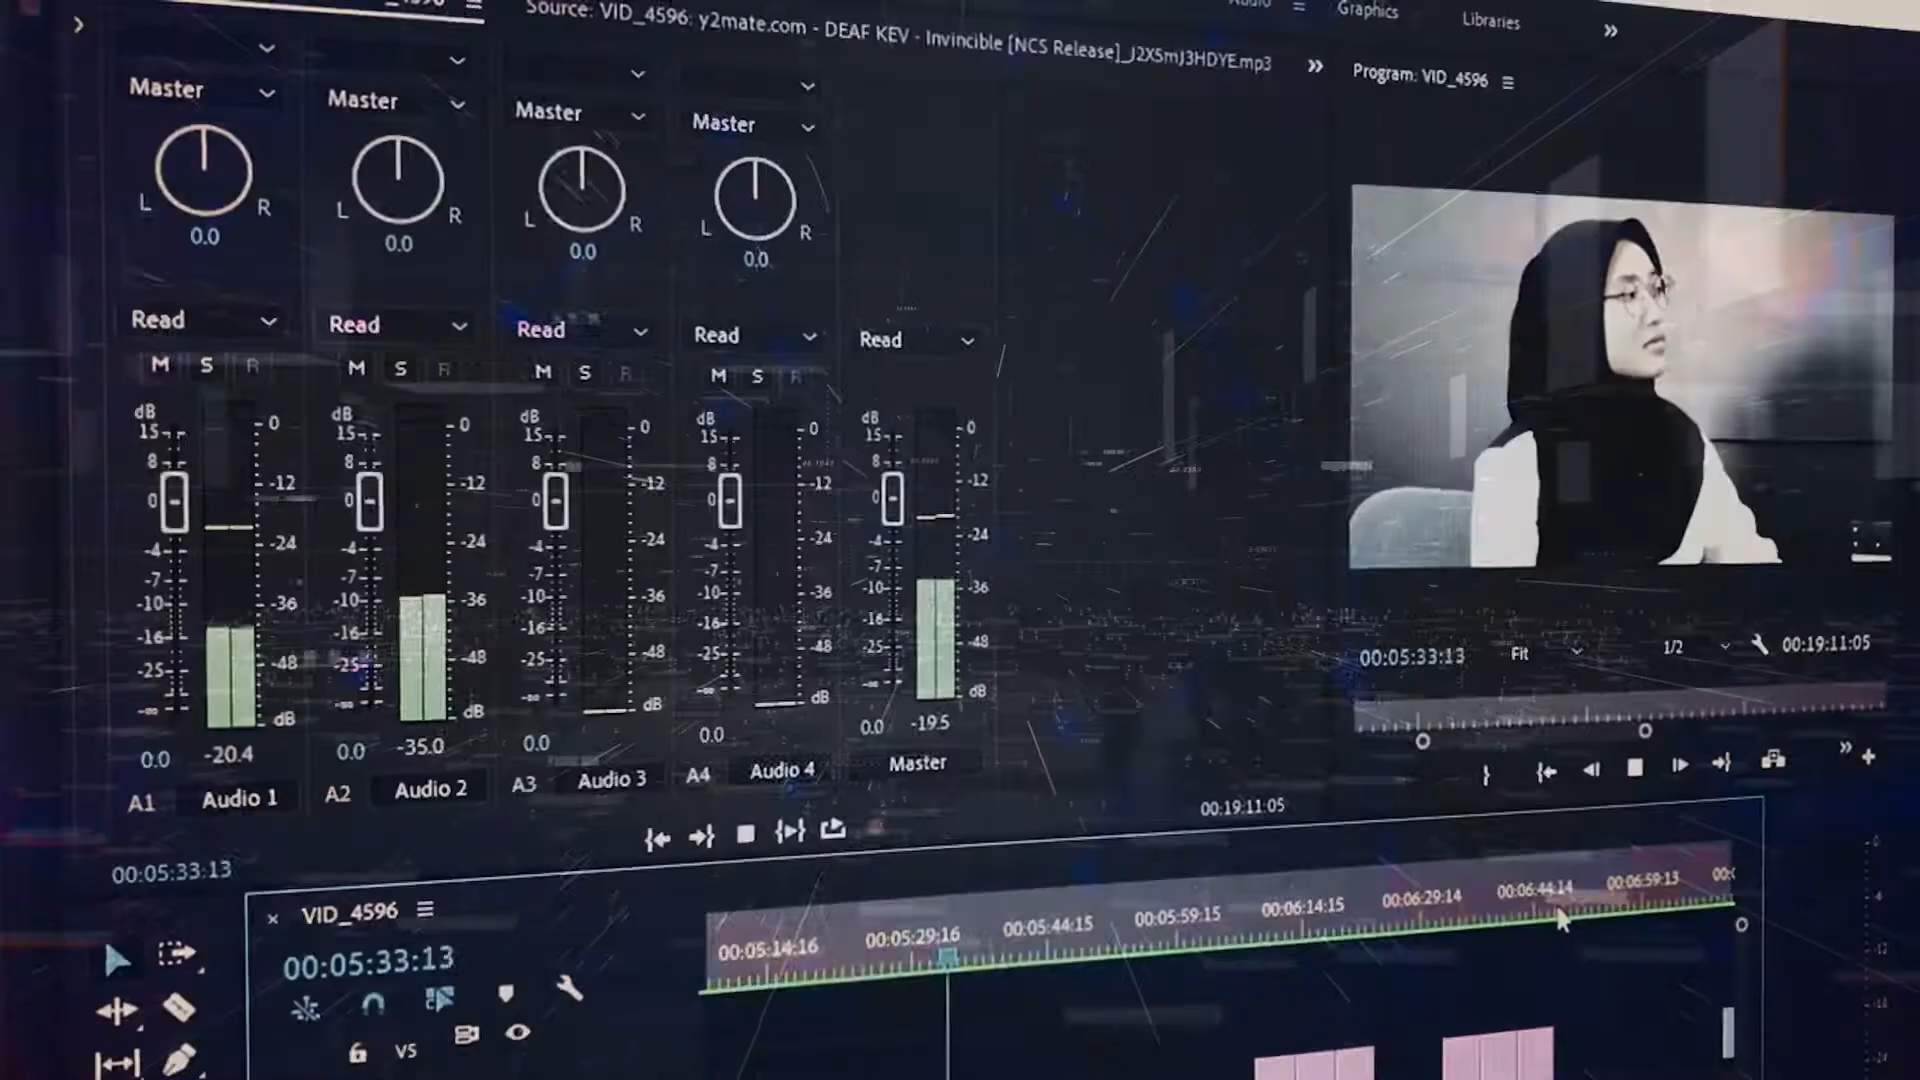 Source: VID_4596: y2mate.com - DEAF KEV - Invincible [NCS Release]_J2X5mJ3HDYE.mp3
Audio
Graphics
Libraries
Program: VID_4596
Master
Master
Master
Master
L R
L R
L R
L R
0.0
0.0
0.0
0.0
Read
Read
Read
Read
Read
M S R
M S R
M S R
M S R
dB
15
8
0
-4
-7
-10
-16
-25
-∞
0
-12
-24
-36
-48
dB
dB
15
8
0
-4
-7
-10
-16
-25
-∞
0
-12
-24
-36
-48
dB
dB
15
8
0
-4
-7
-10
-16
-25
-∞
0
-12
-24
-36
-48
dB
dB
15
8
0
-4
-7
-10
-16
-25
-∞
0
-12
-24
-36
-48
dB
dB
15
8
0
-4
-7
-10
-16
-25
-∞
0
-12
-24
-36
-48
dB
0.0 -20.4
0.0 -35.0
0.0
0.0
0.0 -19.5
A1 Audio 1
A2 Audio 2
A3 Audio 3
A4 Audio 4
Master
00:05:33:13 Fit 1/2 00:19:11:05
00:05:33:13
00:19:11:05
VID_4596
00:05:33:13
00:05:14:16 00:05:29:16 00:05:44:15 00:05:59:15 00:06:14:15 00:06:29:14 00:06:44:14 00:06:59:13
V5